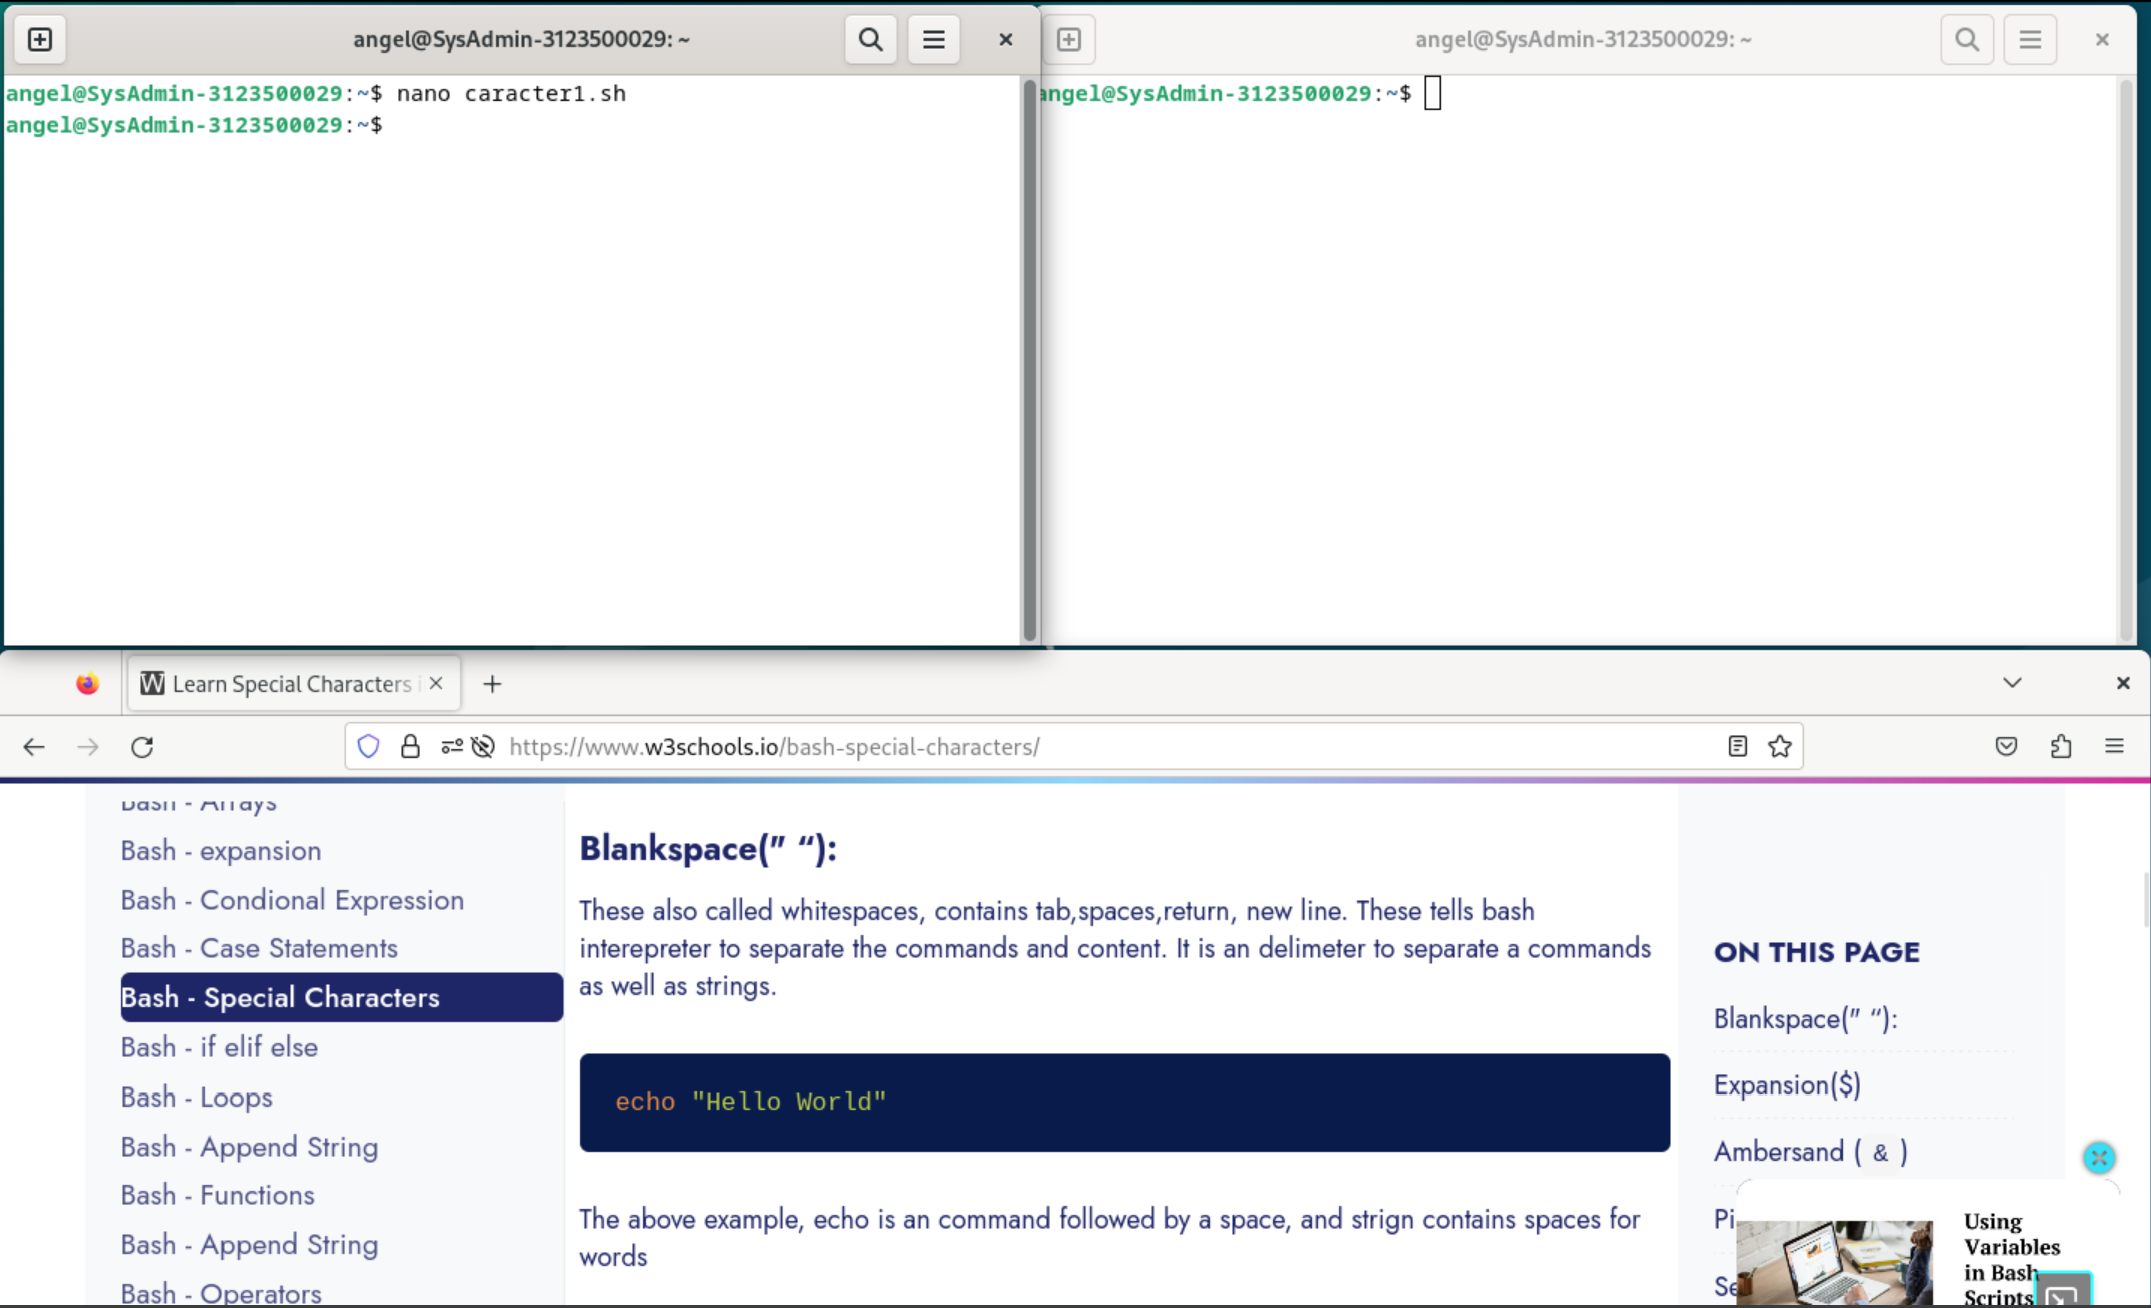 angel@SysAdmin-3123500029: ~
angel@SysAdmin-3123500029:~$ nano caracter1.sh
angel@SysAdmin-3123500029:~$
angel@SysAdmin-3123500029: ~
angel@SysAdmin-3123500029:~$
Learn Special Characters
https://www.w3schools.io/bash-special-characters/
Bash - Arrays
Bash - expansion
Bash - Condional Expression
Bash - Case Statements
Bash - Special Characters
Bash - if elif else
Bash - Loops
Bash - Append String
Bash - Functions
Bash - Append String
Bash - Operators
Blankspace(" “):
These also called whitespaces, contains tab,spaces,return, new line. These tells bash
interepreter to separate the commands and content. It is an delimeter to separate a commands
as well as strings.
echo "Hello World"
The above example, echo is an command followed by a space, and strign contains spaces for
words
ON THIS PAGE
Blankspace(" “):
Expansion($)
Ambersand ( & )
Pi
Se
Using
Variables
in Bash
Scripts